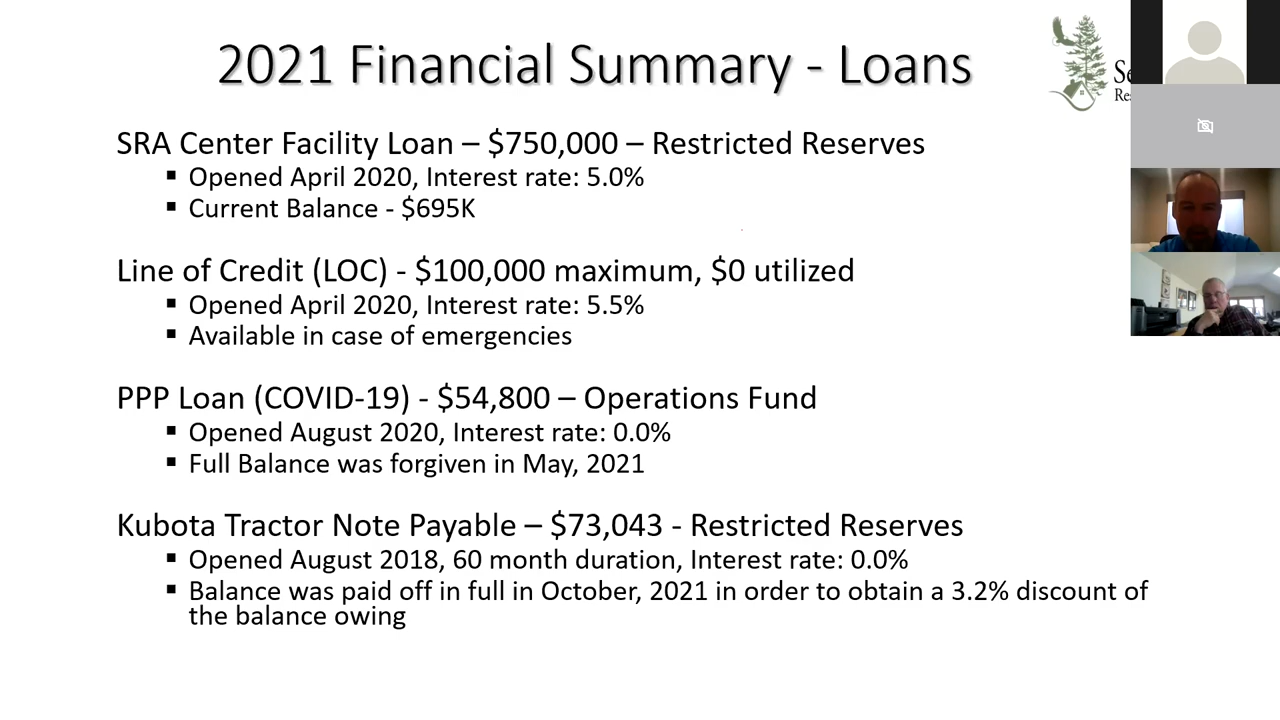 2021 Financial Summary - Loans
SRA Center Facility Loan – $750,000 – Restricted Reserves
▪ Opened April 2020, Interest rate: 5.0%
▪ Current Balance - $695K
Line of Credit (LOC) - $100,000 maximum, $0 utilized
▪ Opened April 2020, Interest rate: 5.5%
▪ Available in case of emergencies
PPP Loan (COVID-19) - $54,800 – Operations Fund
▪ Opened August 2020, Interest rate: 0.0%
▪ Full Balance was forgiven in May, 2021
Kubota Tractor Note Payable – $73,043 - Restricted Reserves
▪ Opened August 2018, 60 month duration, Interest rate: 0.0%
▪ Balance was paid off in full in October, 2021 in order to obtain a 3.2% discount of
the balance owing